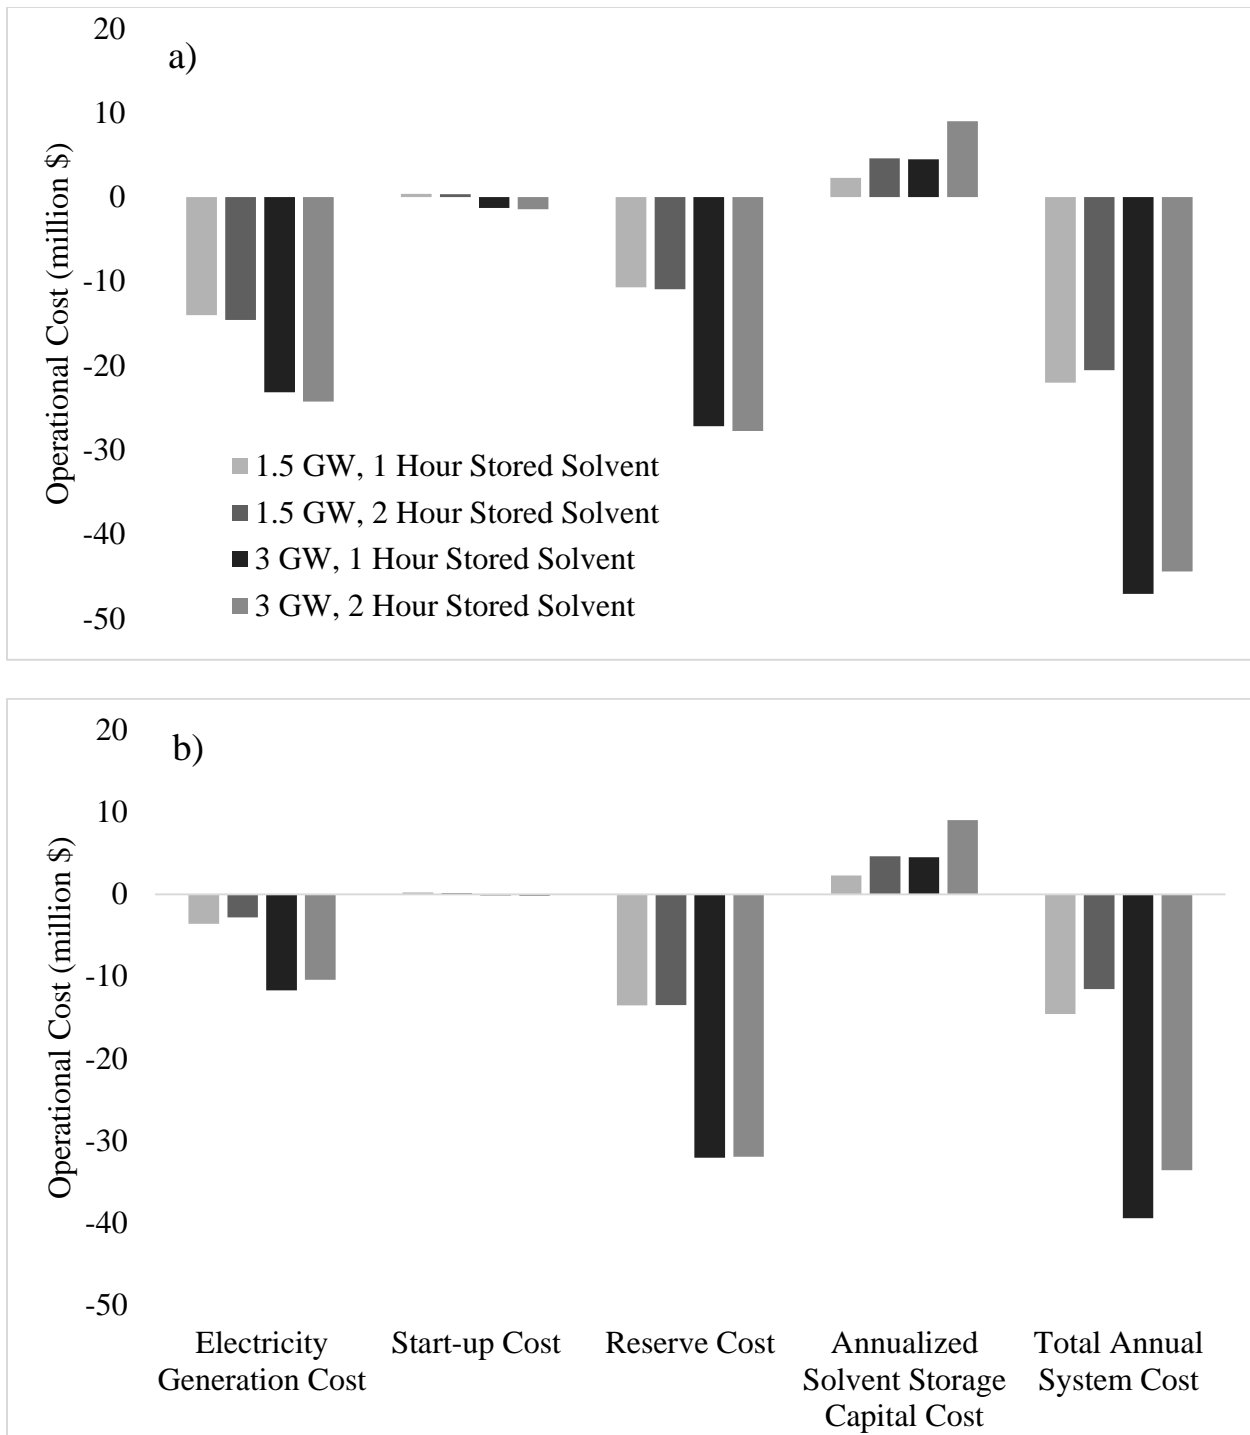 20
a)
10
0
-10
-20
-30
-40
-50
Operational Cost (million $)
1.5 GW, 1 Hour Stored Solvent
1.5 GW, 2 Hour Stored Solvent
3 GW, 1 Hour Stored Solvent
3 GW, 2 Hour Stored Solvent
20
b)
10
0
-10
-20
-30
-40
-50
Operational Cost (million $)
Electricity
Generation Cost
Start-up Cost
Reserve Cost
Annualized
Solvent Storage
Capital Cost
Total Annual
System Cost